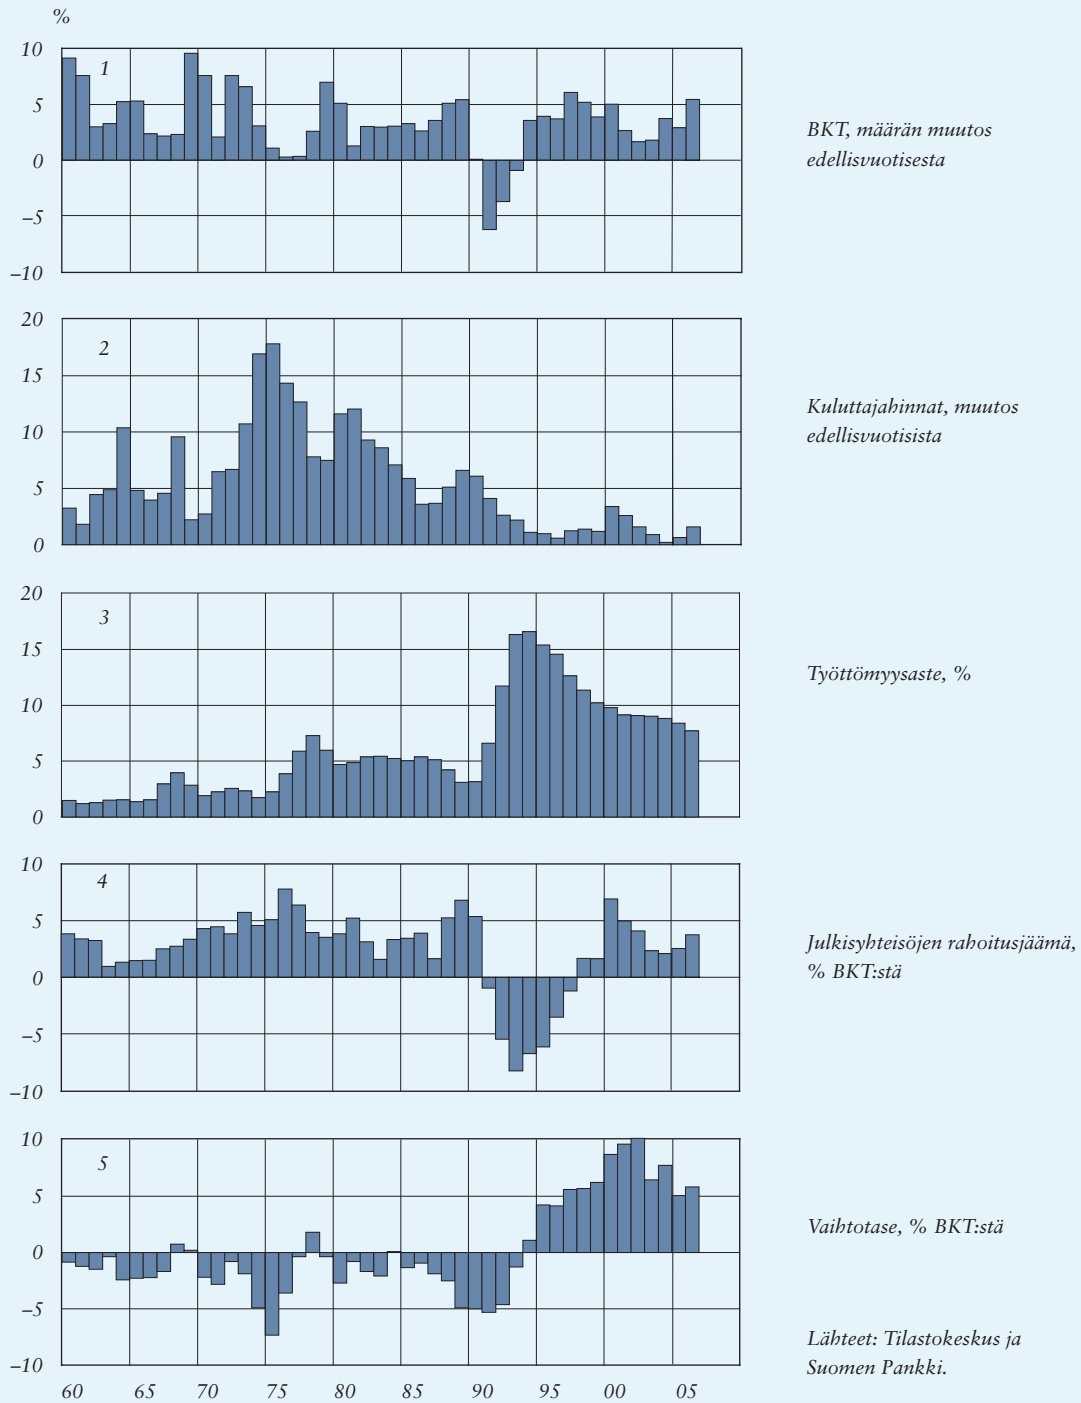 %
10
5
0
−5
−10
1
BKT, määrän muutos
edellisvuotisesta
20
15
10
5
0
2
Kuluttajahinnat, muutos
edellisvuotisista
20
15
10
5
0
3
Työttömyysaste, %
10
5
0
−5
−10
4
Julkisyhteisöjen rahoitusjäämä,
% BKT:stä
10
5
0
−5
−10
5
Vaihtotase, % BKT:stä
60 65 70 75 80 85 90 95 00 05
Lähteet: Tilastokeskus ja
Suomen Pankki.